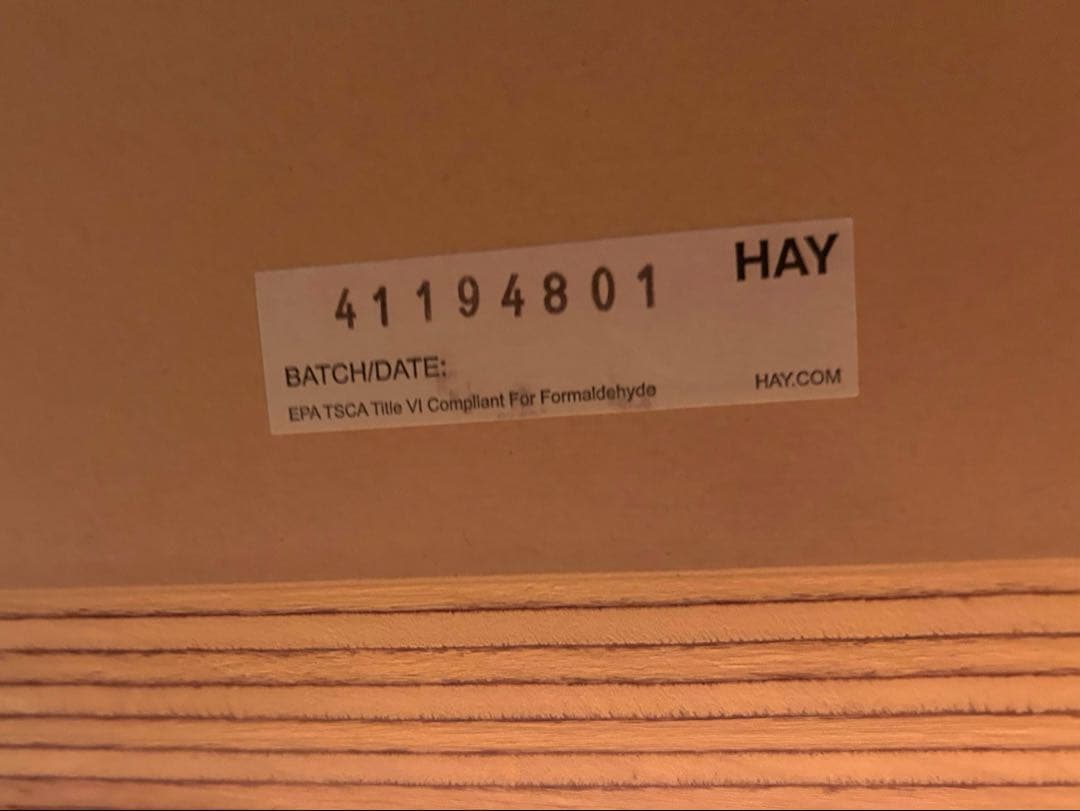 41194801
HAY
BATCH/DATE:
EPA TSCA Title VI Compliant For Formaldehyde
HAY.COM